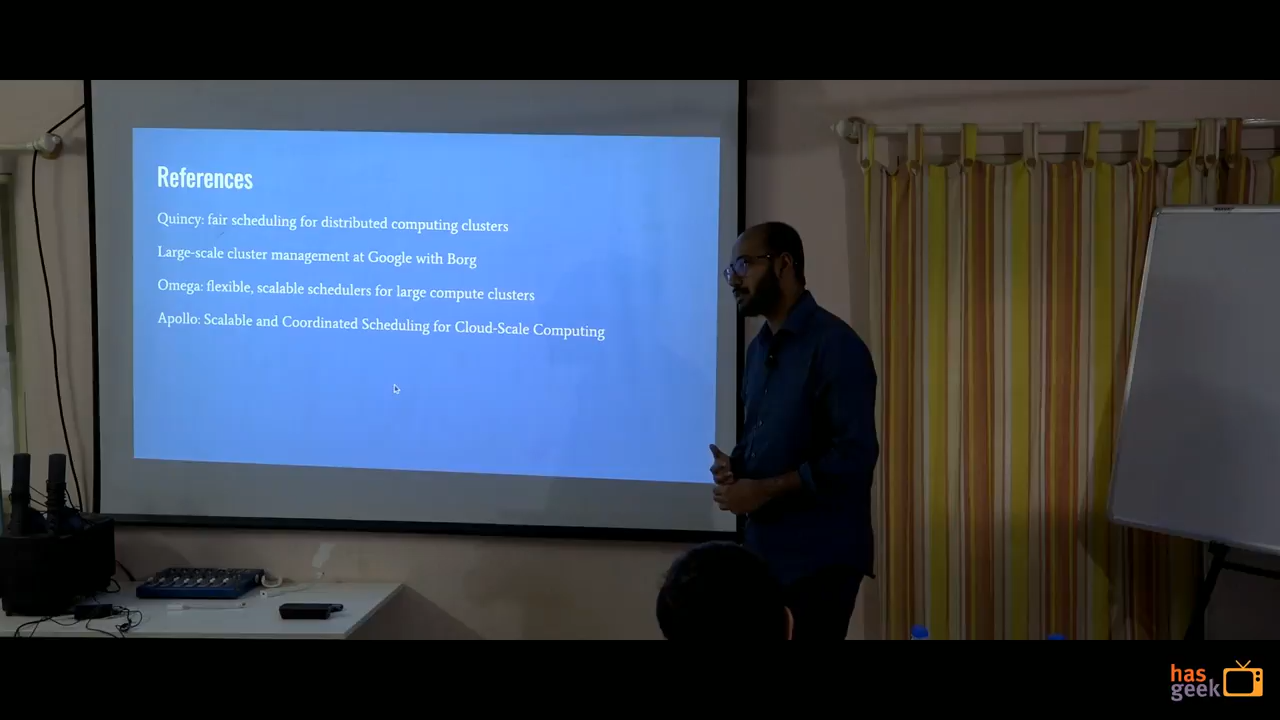 References
Quincy: fair scheduling for distributed computing clusters
Large-scale cluster management at Google with Borg
Omega: flexible, scalable schedulers for large compute clusters
Apollo: Scalable and Coordinated Scheduling for Cloud-Scale Computing
has
geek